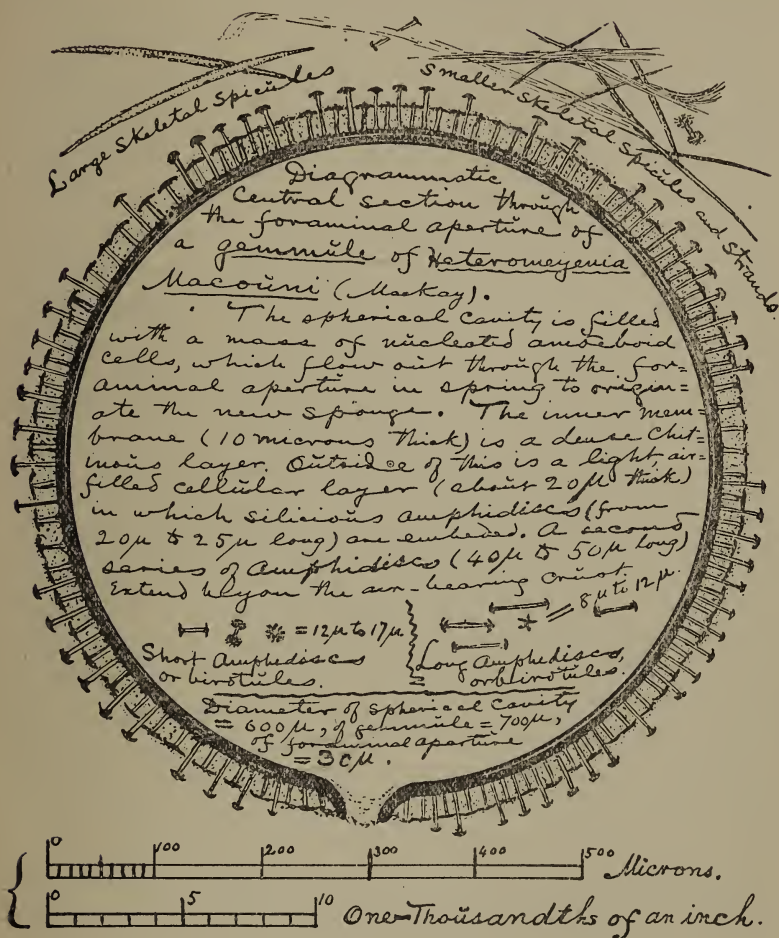 Large Skeletal Spicules
Smaller Skeletal Spicules and Strands.
Diagrammatic
Central section through
the foraminal aperture of
a gemmule of Heteromeyenia
Macouni (MacKay).
The spherical cavity is filled
with a mass of nucleated amoeboid
cells, which flow out through the for=
aminal aperture in spring to origin=
ate the new sponge. The inner mem=
brane (10 microns thick) is a dense chit=
inous layer. Outside of this is a light, air=
filled cellular layer (about 20µ thick)
in which silicious amphidiscs (from
20µ to 25µ long) are embeded. A second
series of Amphidiscs (40µ to 50µ long)
Extend beyon the air-bearing crust
= 12µ to 17µ
= 8µ to 12µ.
Short Amphediscs
or birotules.
Long Amphediscs,
or birotules.
Diameter of Spherical Cavity
= 600µ, of gemmule = 700µ,
of foraminal aperture
= 30µ.
0 100 200 300 400 500 Microns.
0 5 10 One-Thousandths of an inch.